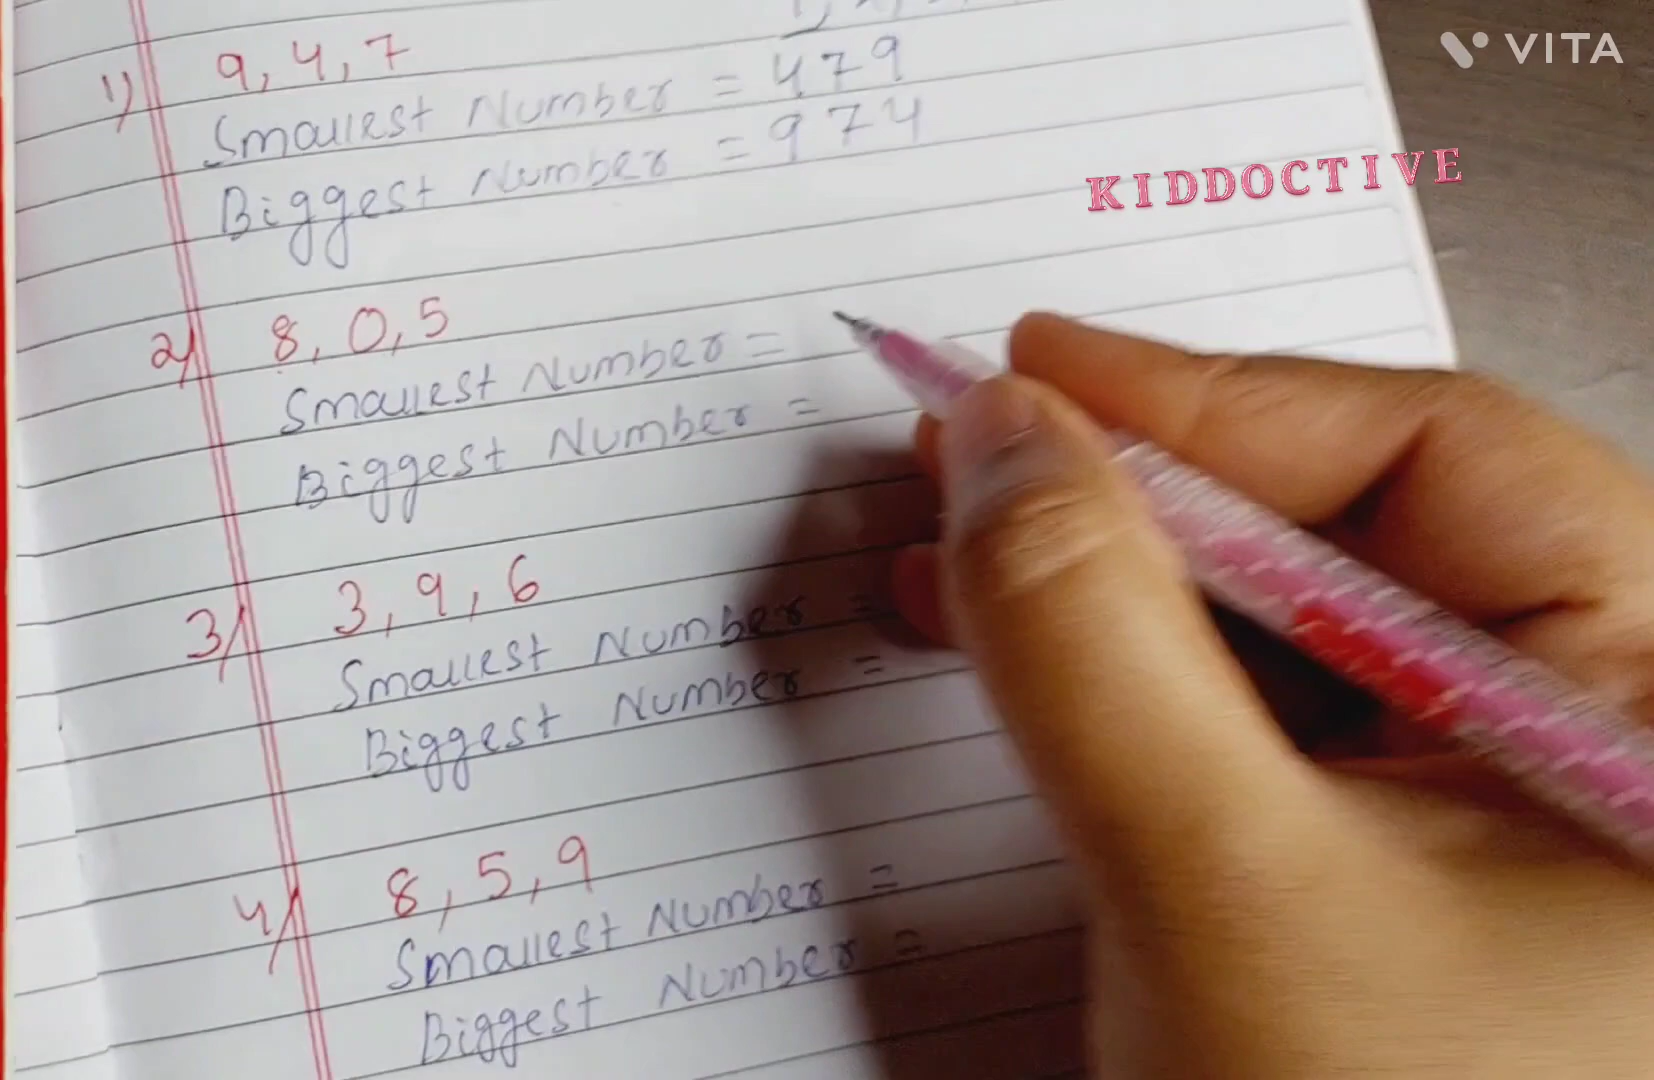 VITA
1) 9, 4, 7
Smallest Number = 479
Biggest Number = 974
KIDDOCTIVE
2) 8, 0, 5
Smallest Number =
Biggest Number =
3) 3, 9, 6
Smallest Number =
Biggest Number =
4) 8, 5, 9
Smallest Number =
Biggest Number =